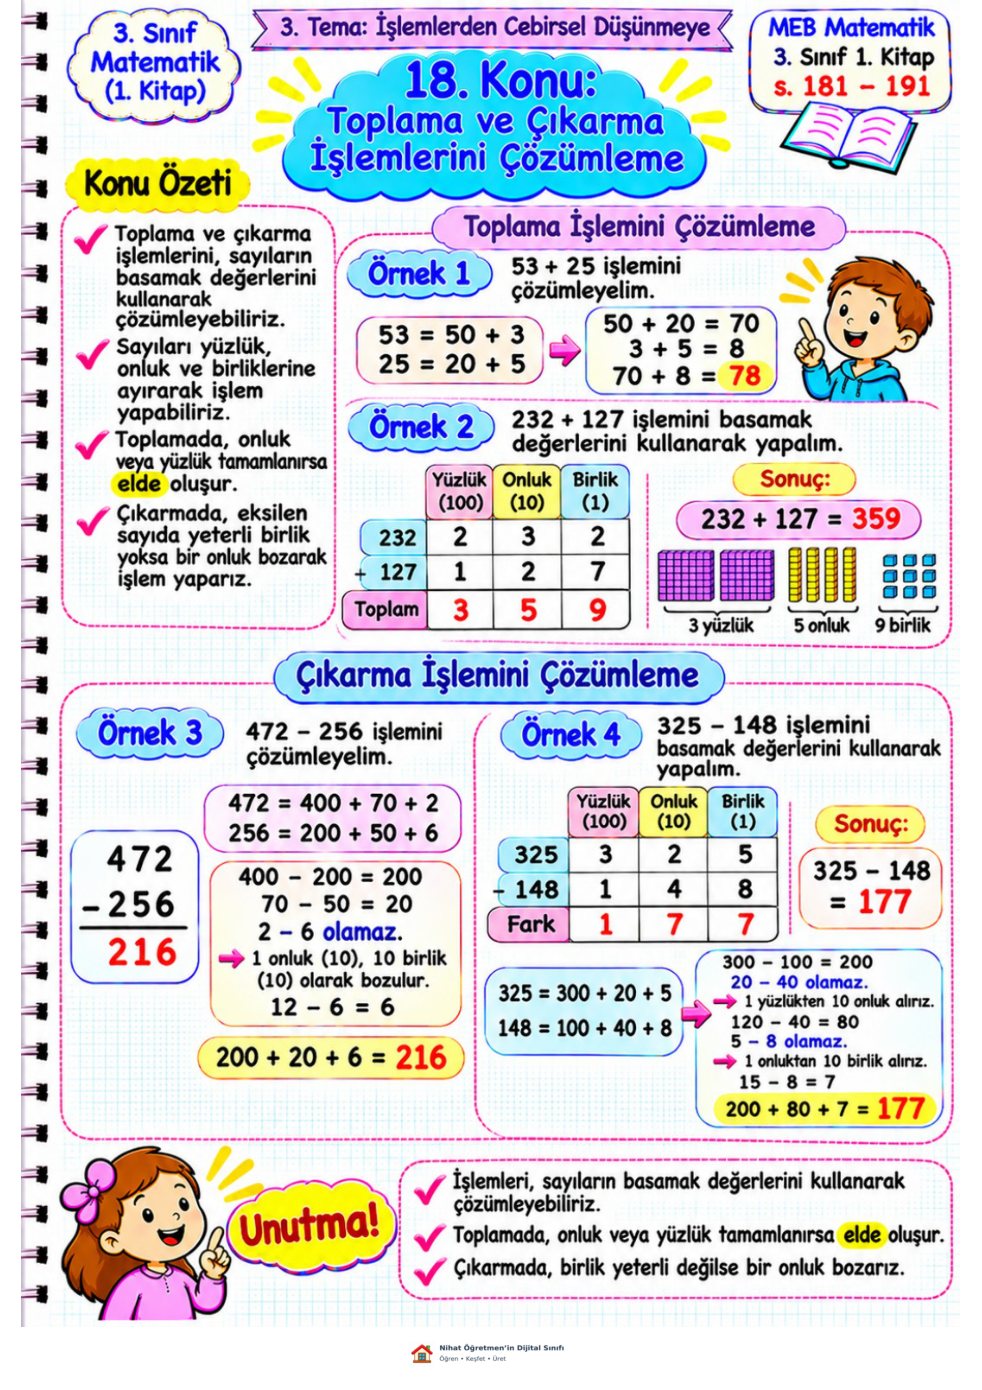 3. Sınıf
Matematik
(1. Kitap)
3. Tema: İşlemlerden Cebirsel Düşünmeye
18. Konu:
Toplama ve Çıkarma
İşlemlerini Çözümleme
MEB Matematik
3. Sınıf 1. Kitap
s. 181 – 191
Konu Özeti
Toplama ve çıkarma
işlemlerini, sayıların
basamak değerlerini
kullanarak
çözümleyebiliriz.
Sayıları yüzlük,
onluk ve birliklerine
ayırarak işlem
yapabiliriz.
Toplamada, onluk
veya yüzlük tamamlanırsa
elde oluşur.
Çıkarmada, eksilen
sayıda yeterli birlik
yoksa bir onluk bozarak
işlem yaparız.
Toplama İşlemini Çözümleme
Örnek 1
53 + 25 işlemini
çözümleyelim.
53 = 50 + 3
25 = 20 + 5
50 + 20 = 70
3 + 5 = 8
70 + 8 = 78
Örnek 2
232 + 127 işlemini basamak
değerlerini kullanarak yapalım.
Yüzlük (100) Onluk (10) Birlik (1)
232 2 3 2
+ 127 1 2 7
Toplam 3 5 9
Sonuç:
232 + 127 = 359
3 yüzlük 5 onluk 9 birlik
Çıkarma İşlemini Çözümleme
Örnek 3
472 – 256 işlemini
çözümleyelim.
472 = 400 + 70 + 2
256 = 200 + 50 + 6
472
–256
216
400 – 200 = 200
70 – 50 = 20
2 – 6 olamaz.
1 onluk (10), 10 birlik
(10) olarak bozulur.
12 – 6 = 6
200 + 20 + 6 = 216
Örnek 4
325 – 148 işlemini
basamak değerlerini kullanarak
yapalım.
Yüzlük (100) Onluk (10) Birlik (1)
325 3 2 5
– 148 1 4 8
Fark 1 7 7
Sonuç:
325 – 148
= 177
325 = 300 + 20 + 5
148 = 100 + 40 + 8
300 – 100 = 200
20 – 40 olamaz.
1 yüzlükten 10 onluk alırız.
120 – 40 = 80
5 – 8 olamaz.
1 onluktan 10 birlik alırız.
15 – 8 = 7
200 + 80 + 7 = 177
Unutma!
İşlemleri, sayıların basamak değerlerini kullanarak
çözümleyebiliriz.
Toplamada, onluk veya yüzlük tamamlanırsa elde oluşur.
Çıkarmada, birlik yeterli değilse bir onluk bozarız.
Nihat Öğretmen'in Dijital Sınıfı
Öğren • Keşfet • Üret